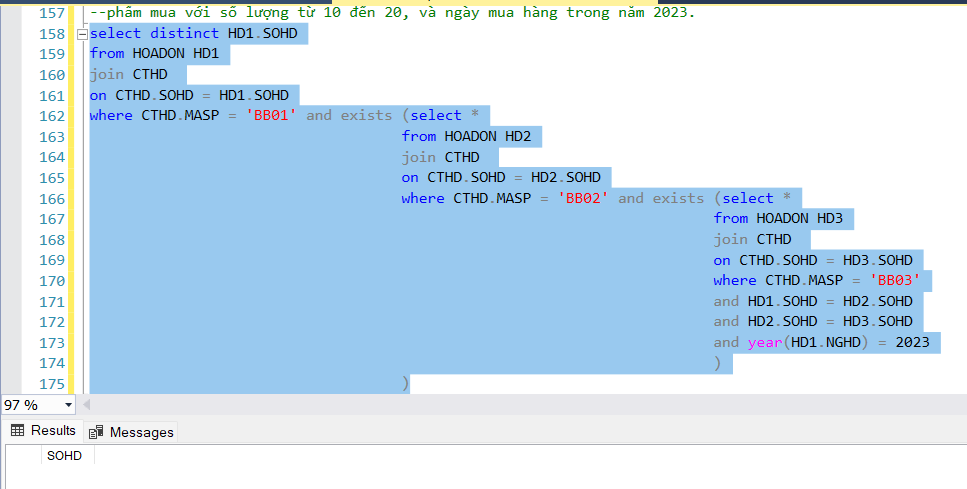 157 --phẩm mua với số lượng từ 10 đến 20, và ngày mua hàng trong năm 2023.
158 select distinct HD1.SOHD
159 from HOADON HD1
160 join CTHD
161 on CTHD.SOHD = HD1.SOHD
162 where CTHD.MASP = 'BB01' and exists (select *
163 from HOADON HD2
164 join CTHD
165 on CTHD.SOHD = HD2.SOHD
166 where CTHD.MASP = 'BB02' and exists (select *
167 from HOADON HD3
168 join CTHD
169 on CTHD.SOHD = HD3.SOHD
170 where CTHD.MASP = 'BB03'
171 and HD1.SOHD = HD2.SOHD
172 and HD2.SOHD = HD3.SOHD
173 and year(HD1.NGHD) = 2023
174 )
175 )
97 %
Results Messages
SOHD